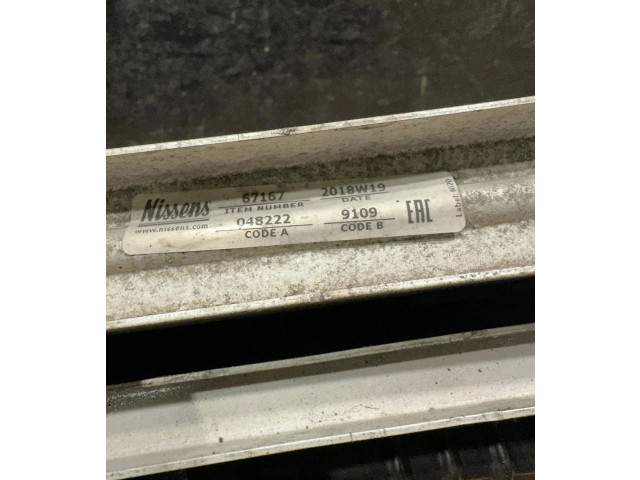 Nissens
www.nissens.com
67167
ITEM NUMBER
2018W19
DATE
048222
CODE A
9109
CODE B
EAC